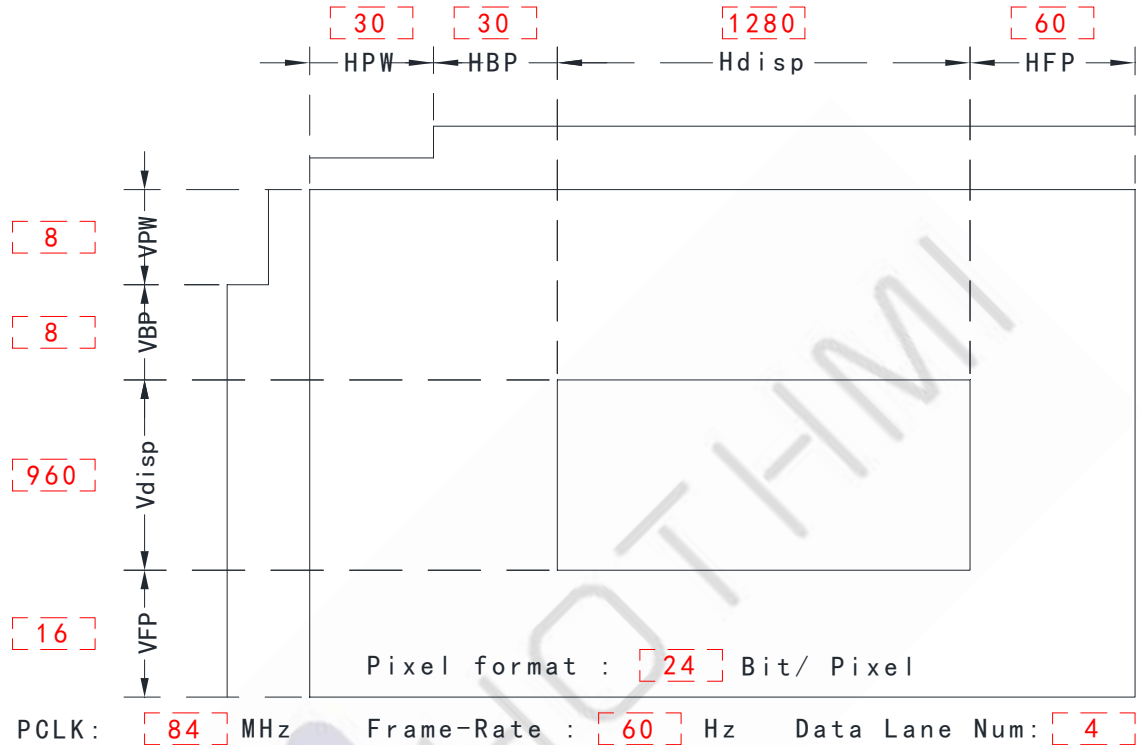 30 30 1280 60
HPW HBP Hdisp HFP
8 VPW
8 VBP
960 Vdisp
16 VFP
HOTHMI
Pixel format : 24 Bit/ Pixel
PCLK: 84 MHz Frame-Rate : 60 Hz Data Lane Num: 4